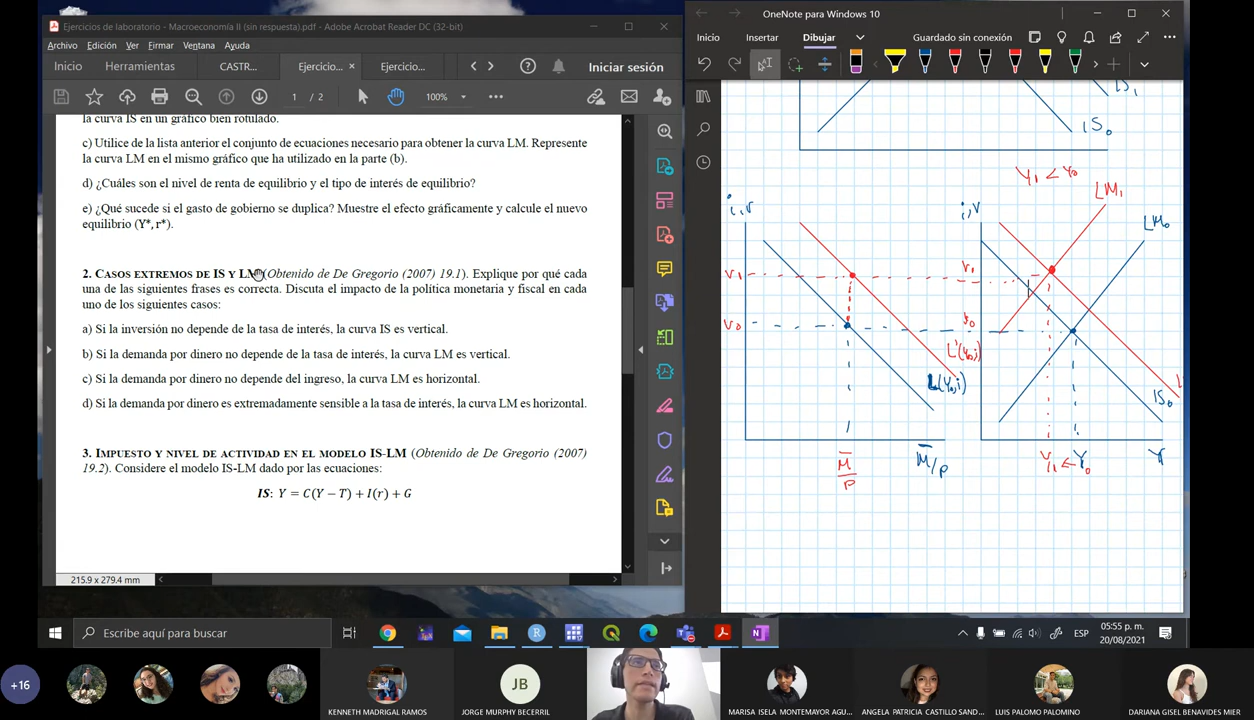 Ejercicios de laboratorio - Macroeconomía II (sin respuesta).pdf - Adobe Acrobat Reader DC (32-bit)
Archivo Edición Ver Firmar Ventana Ayuda
Inicio Herramientas CASTR... Ejercicio... × Ejercicio... Iniciar sesión
1 / 2 100%
la curva IS en un gráfico bien rotulado.
c) Utilice de la lista anterior el conjunto de ecuaciones necesario para obtener la curva LM. Represente
la curva LM en el mismo gráfico que ha utilizado en la parte (b).
d) ¿Cuáles son el nivel de renta de equilibrio y el tipo de interés de equilibrio?
e) ¿Qué sucede si el gasto de gobierno se duplica? Muestre el efecto gráficamente y calcule el nuevo
equilibrio (Y*, r*).
2. CASOS EXTREMOS DE IS Y LM (Obtenido de De Gregorio (2007) 19.1). Explique por qué cada
una de las siguientes frases es correcta. Discuta el impacto de la política monetaria y fiscal en cada
uno de los siguientes casos:
a) Si la inversión no depende de la tasa de interés, la curva IS es vertical.
b) Si la demanda por dinero no depende de la tasa de interés, la curva LM es vertical.
c) Si la demanda por dinero no depende del ingreso, la curva LM es horizontal.
d) Si la demanda por dinero es extremadamente sensible a la tasa de interés, la curva LM es horizontal.
3. IMPUESTO Y NIVEL DE ACTIVIDAD EN EL MODELO IS-LM (Obtenido de De Gregorio (2007)
19.2). Considere el modelo IS-LM dado por las ecuaciones:
IS: Y = C(Y − T) + I(r) + G
215.9 x 279.4 mm
OneNote para Windows 10
Inicio Insertar Dibujar Guardado sin conexión
IS₁
IS₀
Y₁ < Y₀
i,r
i,r
LM₁
LM₀
r₁
r₁
r₀
r₀
L'(Y₀,i)
(Y₀,i)
IS₀
M̄/P
M̄/P
Y₁ ← Y₀
Y
Escribe aquí para buscar
ESP
05:55 p. m.
20/08/2021
+16
KENNETH MADRIGAL RAMOS
JB
JORGE MURPHY BECERRIL
MARISA ISELA MONTEMAYOR AGU...
ANGELA PATRICIA CASTILLO SAND...
LUIS PALOMO PALOMINO
DARIANA GISEL BENAVIDES MIER